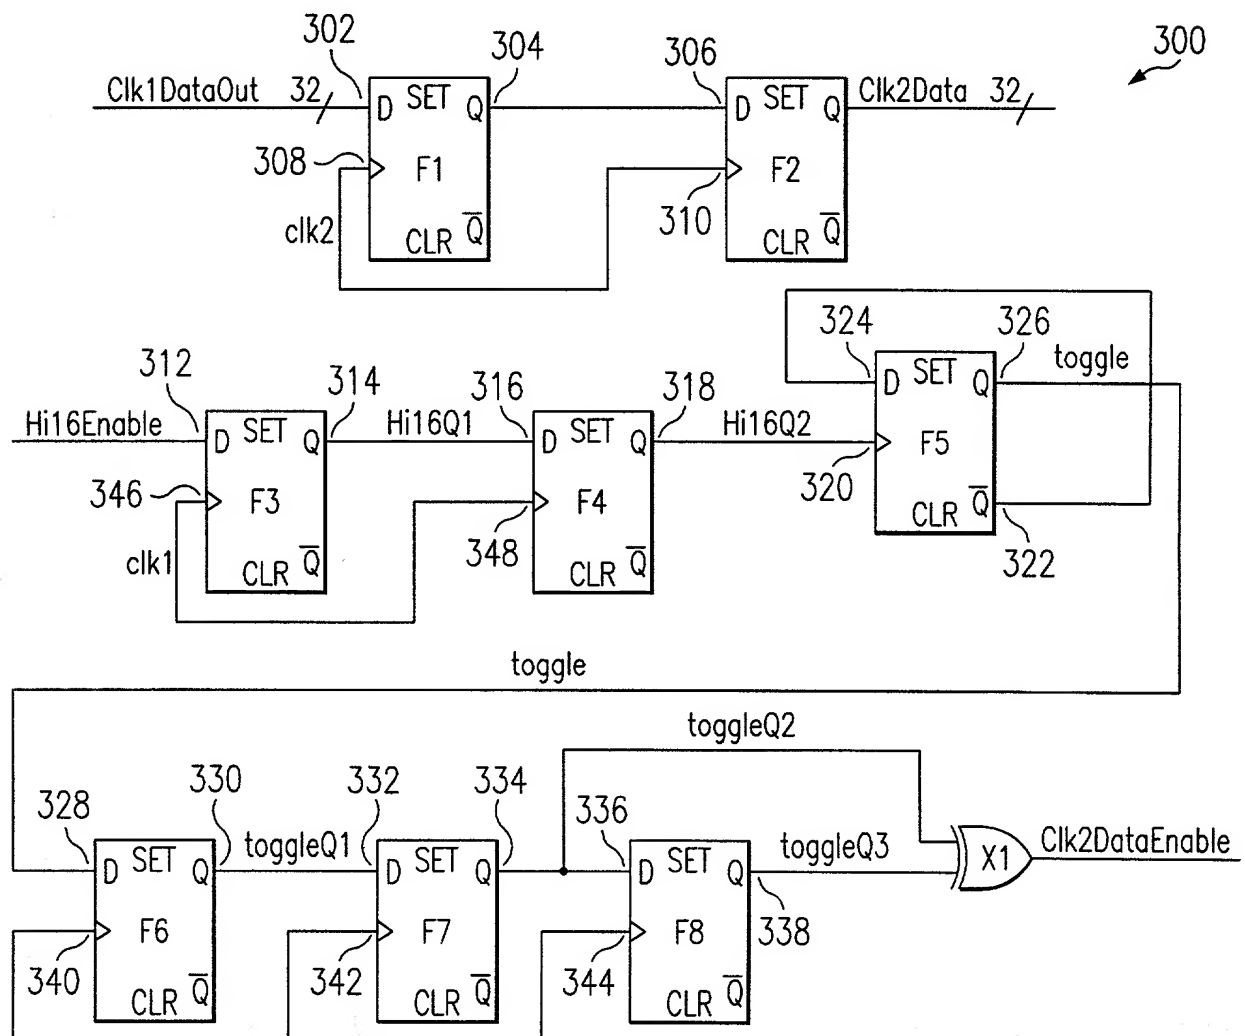 300
302 304 306
Clk1DataOut 32 D SET Q D SET Q Clk2Data 32
308 F1 F2
310
clk2 CLR Q̅ CLR Q̅
324 326
toggle
D SET Q
F5
320
CLR Q̅
322
312 314 316 318
Hi16Enable D SET Q Hi16Q1 D SET Q Hi16Q2
346 F3 F4
348
clk1 CLR Q̅ CLR Q̅
toggle
toggleQ2
328 330 332 334 336
D SET Q toggleQ1 D SET Q D SET Q toggleQ3 X1 Clk2DataEnable
F6 F7 F8
340 342 344 338
CLR Q̅ CLR Q̅ CLR Q̅